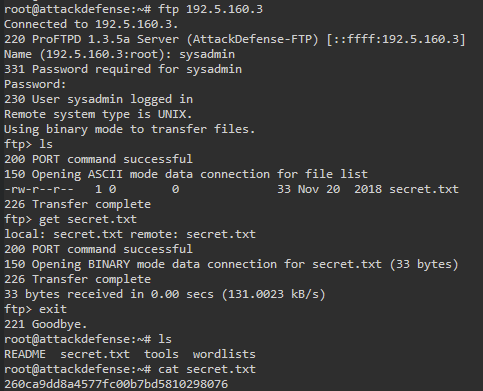 root@attackdefense:~# ftp 192.5.160.3
Connected to 192.5.160.3.
220 ProFTPD 1.3.5a Server (AttackDefense-FTP) [::ffff:192.5.160.3]
Name (192.5.160.3:root): sysadmin
331 Password required for sysadmin
Password:
230 User sysadmin logged in
Remote system type is UNIX.
Using binary mode to transfer files.
ftp> ls
200 PORT command successful
150 Opening ASCII mode data connection for file list
-rw-r--r--   1 0        0              33 Nov 20  2018 secret.txt
226 Transfer complete
ftp> get secret.txt
local: secret.txt remote: secret.txt
200 PORT command successful
150 Opening BINARY mode data connection for secret.txt (33 bytes)
226 Transfer complete
33 bytes received in 0.00 secs (131.0023 kB/s)
ftp> exit
221 Goodbye.
root@attackdefense:~# ls
README  secret.txt  tools  wordlists
root@attackdefense:~# cat secret.txt
260ca9dd8a4577fc00b7bd5810298076